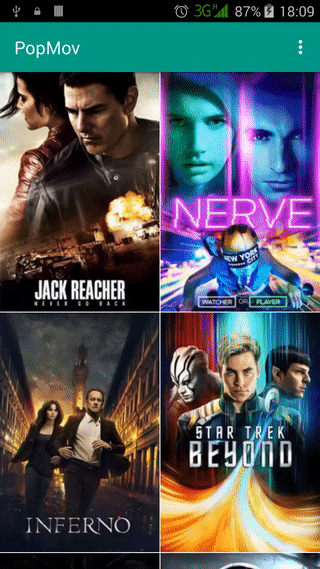 3G H 87% 18:09
PopMov
JACK REACHER
NEVER GO BACK
NERVE
NEW YORK
CITY
WATCHER OR PLAYER
INFERNO
STAR TREK
BEYOND